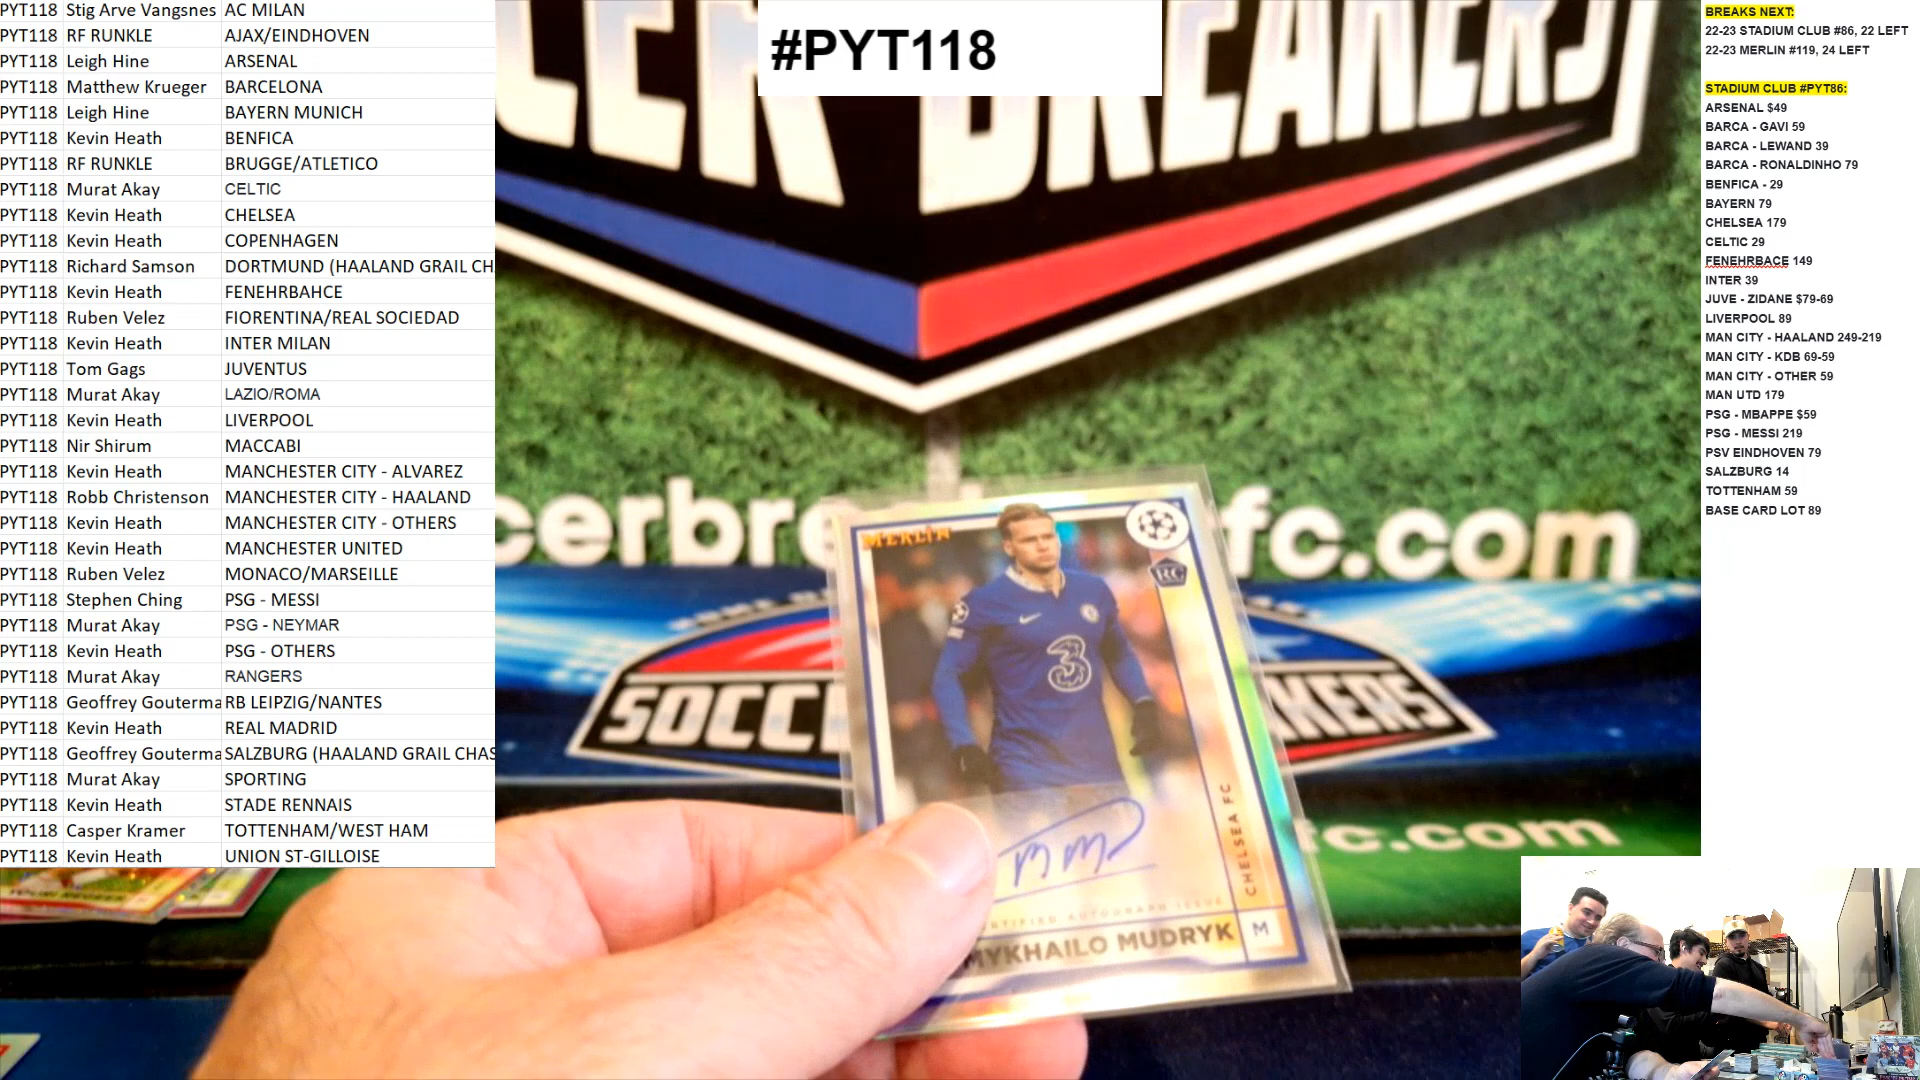 PYT118 Stig Arve Vangsnes AC MILAN
PYT118 RF RUNKLE AJAX/EINDHOVEN
PYT118 Leigh Hine ARSENAL
PYT118 Matthew Krueger BARCELONA
PYT118 Leigh Hine BAYERN MUNICH
PYT118 Kevin Heath BENFICA
PYT118 RF RUNKLE BRUGGE/ATLETICO
PYT118 Murat Akay CELTIC
PYT118 Kevin Heath CHELSEA
PYT118 Kevin Heath COPENHAGEN
PYT118 Richard Samson DORTMUND (HAALAND GRAIL CH
PYT118 Kevin Heath FENEHRBAHCE
PYT118 Ruben Velez FIORENTINA/REAL SOCIEDAD
PYT118 Kevin Heath INTER MILAN
PYT118 Tom Gags JUVENTUS
PYT118 Murat Akay LAZIO/ROMA
PYT118 Kevin Heath LIVERPOOL
PYT118 Nir Shirum MACCABI
PYT118 Kevin Heath MANCHESTER CITY - ALVAREZ
PYT118 Robb Christenson MANCHESTER CITY - HAALAND
PYT118 Kevin Heath MANCHESTER CITY - OTHERS
PYT118 Kevin Heath MANCHESTER UNITED
PYT118 Ruben Velez MONACO/MARSEILLE
PYT118 Stephen Ching PSG - MESSI
PYT118 Murat Akay PSG - NEYMAR
PYT118 Kevin Heath PSG - OTHERS
PYT118 Murat Akay RANGERS
PYT118 Geoffrey Gouterma RB LEIPZIG/NANTES
PYT118 Kevin Heath REAL MADRID
PYT118 Geoffrey Gouterma SALZBURG (HAALAND GRAIL CHAS
PYT118 Murat Akay SPORTING
PYT118 Kevin Heath STADE RENNAIS
PYT118 Casper Kramer TOTTENHAM/WEST HAM
PYT118 Kevin Heath UNION ST-GILLOISE
#PYT118
CER BREAKERS
cerbre fc.com
SOCCE AKERS
fc.com
MERLIN
RC
3
CHELSEA FC
RTIFIED AUTOGRAPH ISSUE
MYKHAILO MUDRYK M
BREAKS NEXT:
22-23 STADIUM CLUB #86, 22 LEFT
22-23 MERLIN #119, 24 LEFT
STADIUM CLUB #PYT86:
ARSENAL $49
BARCA - GAVI 59
BARCA - LEWAND 39
BARCA - RONALDINHO 79
BENFICA - 29
BAYERN 79
CHELSEA 179
CELTIC 29
FENEHRBACE 149
INTER 39
JUVE - ZIDANE $79-69
LIVERPOOL 89
MAN CITY - HAALAND 249-219
MAN CITY - KDB 69-59
MAN CITY - OTHER 59
MAN UTD 179
PSG - MBAPPE $59
PSG - MESSI 219
PSV EINDHOVEN 79
SALZBURG 14
TOTTENHAM 59
BASE CARD LOT 89